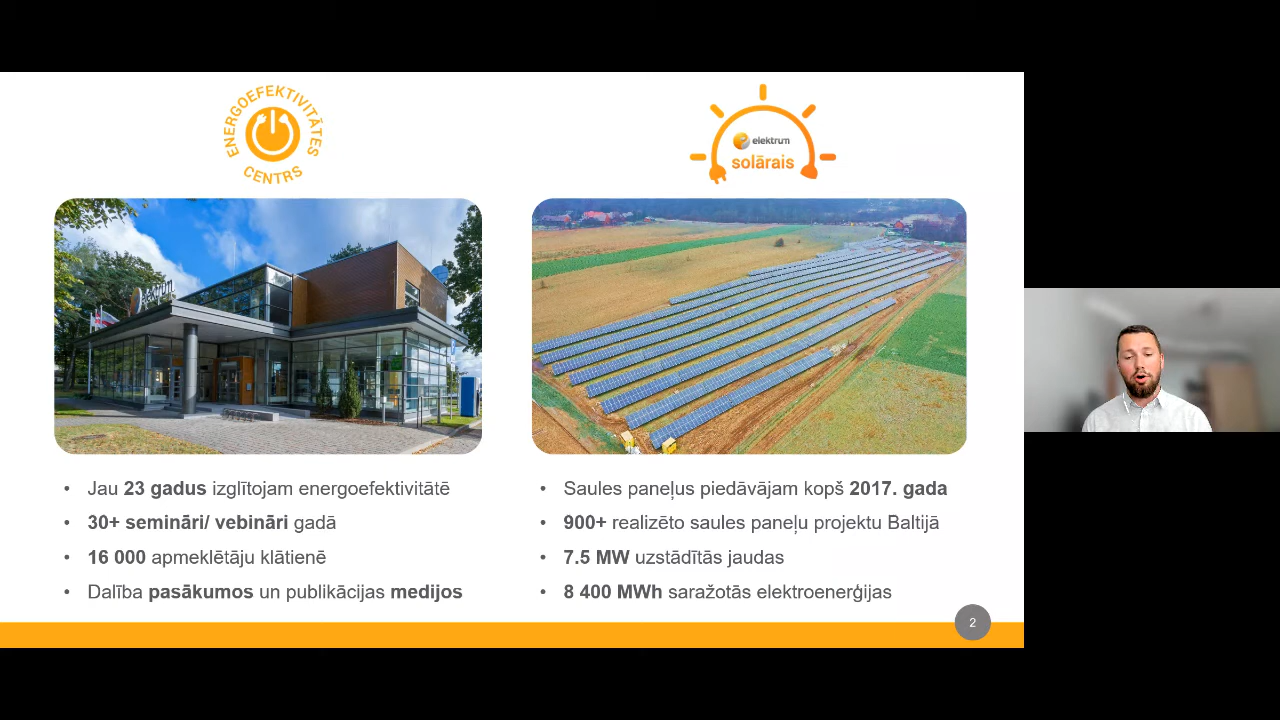 ENERGOEFEKTIVITĀTES
CENTRS
elektrum
solārais
elektrum
Jau 23 gadus izglītojam energoefektivitātē
30+ semināri/ vebināri gadā
16 000 apmeklētāju klātienē
Dalība pasākumos un publikācijas medijos
Saules paneļus piedāvājam kopš 2017. gada
900+ realizēto saules paneļu projektu Baltijā
7.5 MW uzstādītās jaudas
8 400 MWh saražotās elektroenerģijas
2